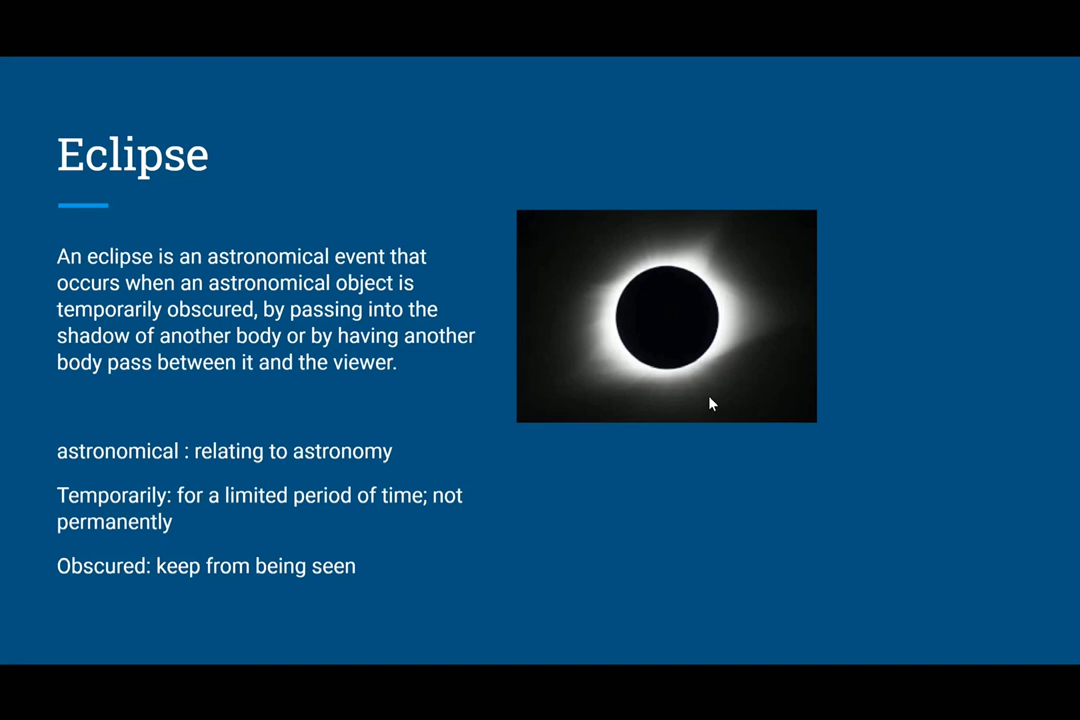 Eclipse
An eclipse is an astronomical event that
occurs when an astronomical object is
temporarily obscured, by passing into the
shadow of another body or by having another
body pass between it and the viewer.
astronomical : relating to astronomy
Temporarily: for a limited period of time; not
permanently
Obscured: keep from being seen